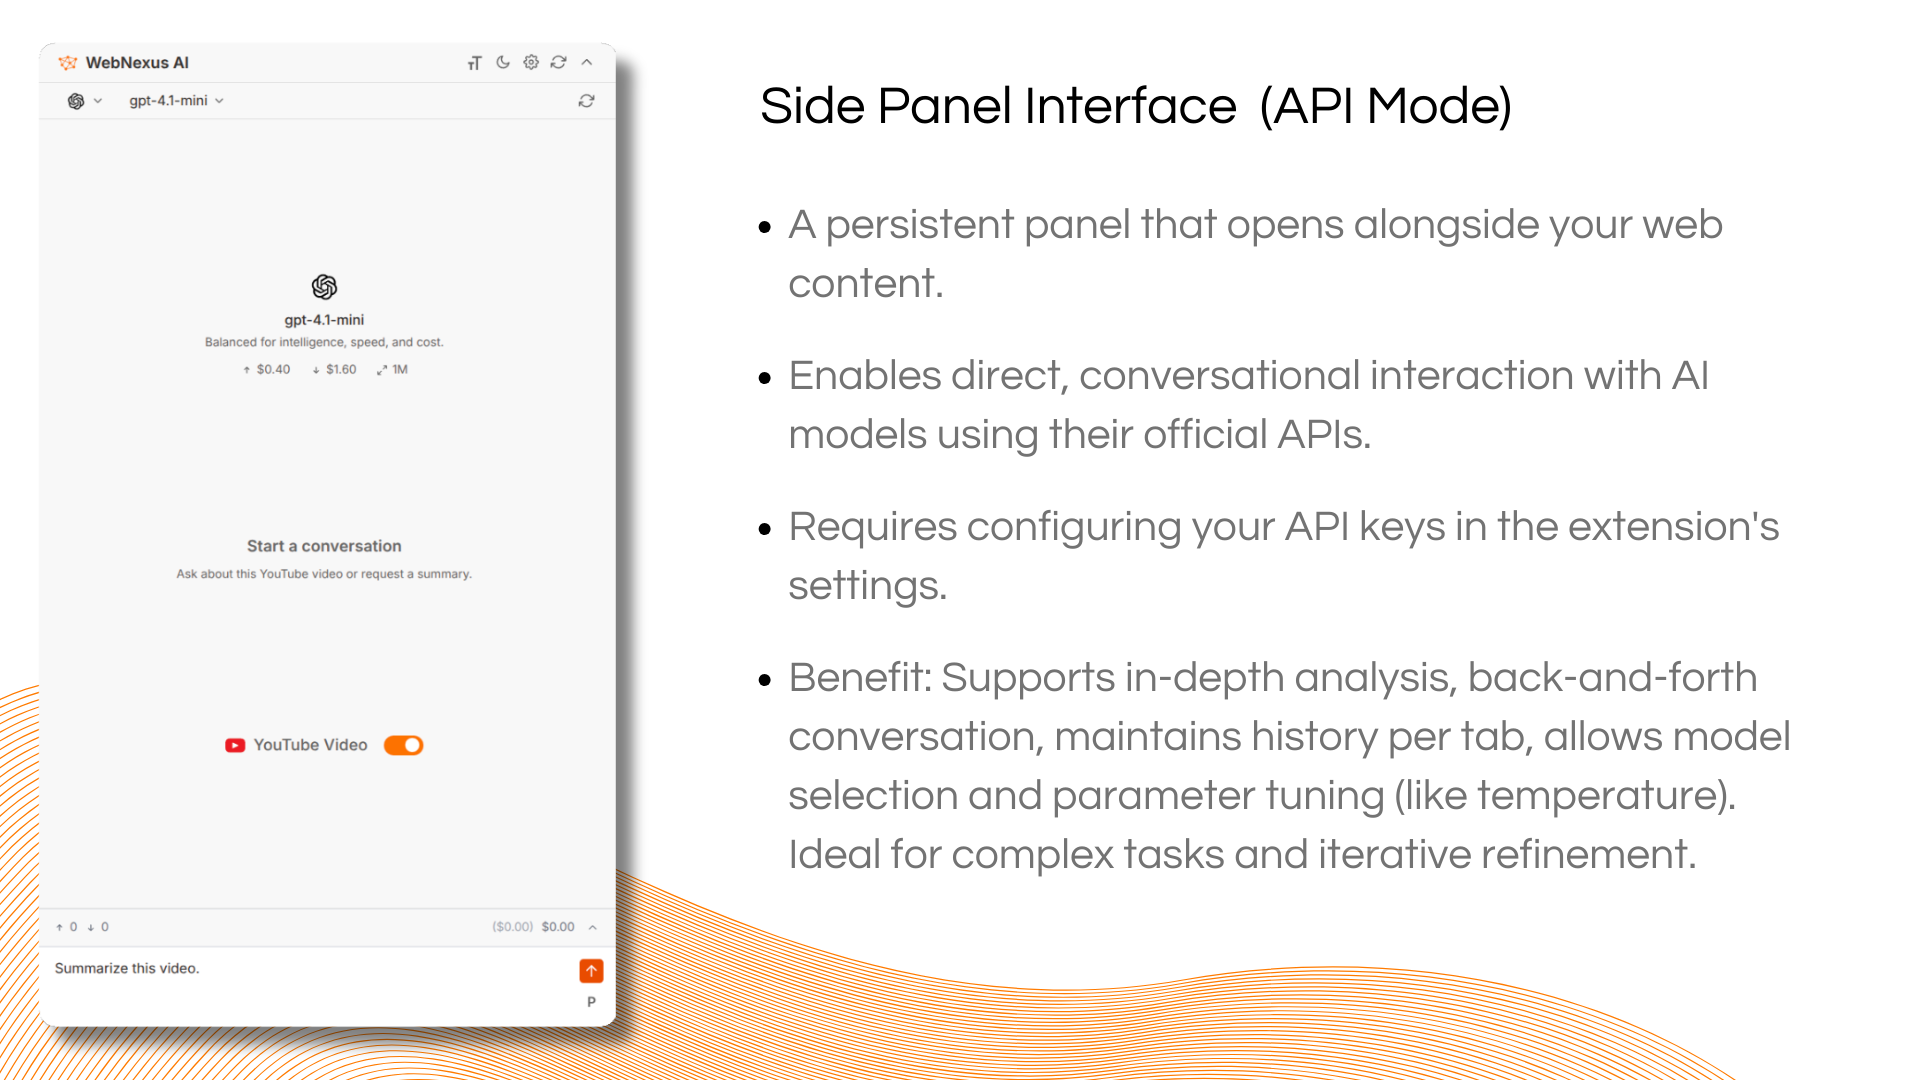 WebNexus AI
gpt-4.1-mini
gpt-4.1-mini
Balanced for intelligence, speed, and cost.
↑ $0.40 ↓ $1.60 ⤢ 1M
Start a conversation
Ask about this YouTube video or request a summary.
YouTube Video
↑ 0 ↓ 0 ($0.00) $0.00
Summarize this video.
P
Side Panel Interface (API Mode)
• A persistent panel that opens alongside your web
content.
• Enables direct, conversational interaction with AI
models using their official APIs.
• Requires configuring your API keys in the extension's
settings.
• Benefit: Supports in-depth analysis, back-and-forth
conversation, maintains history per tab, allows model
selection and parameter tuning (like temperature).
Ideal for complex tasks and iterative refinement.